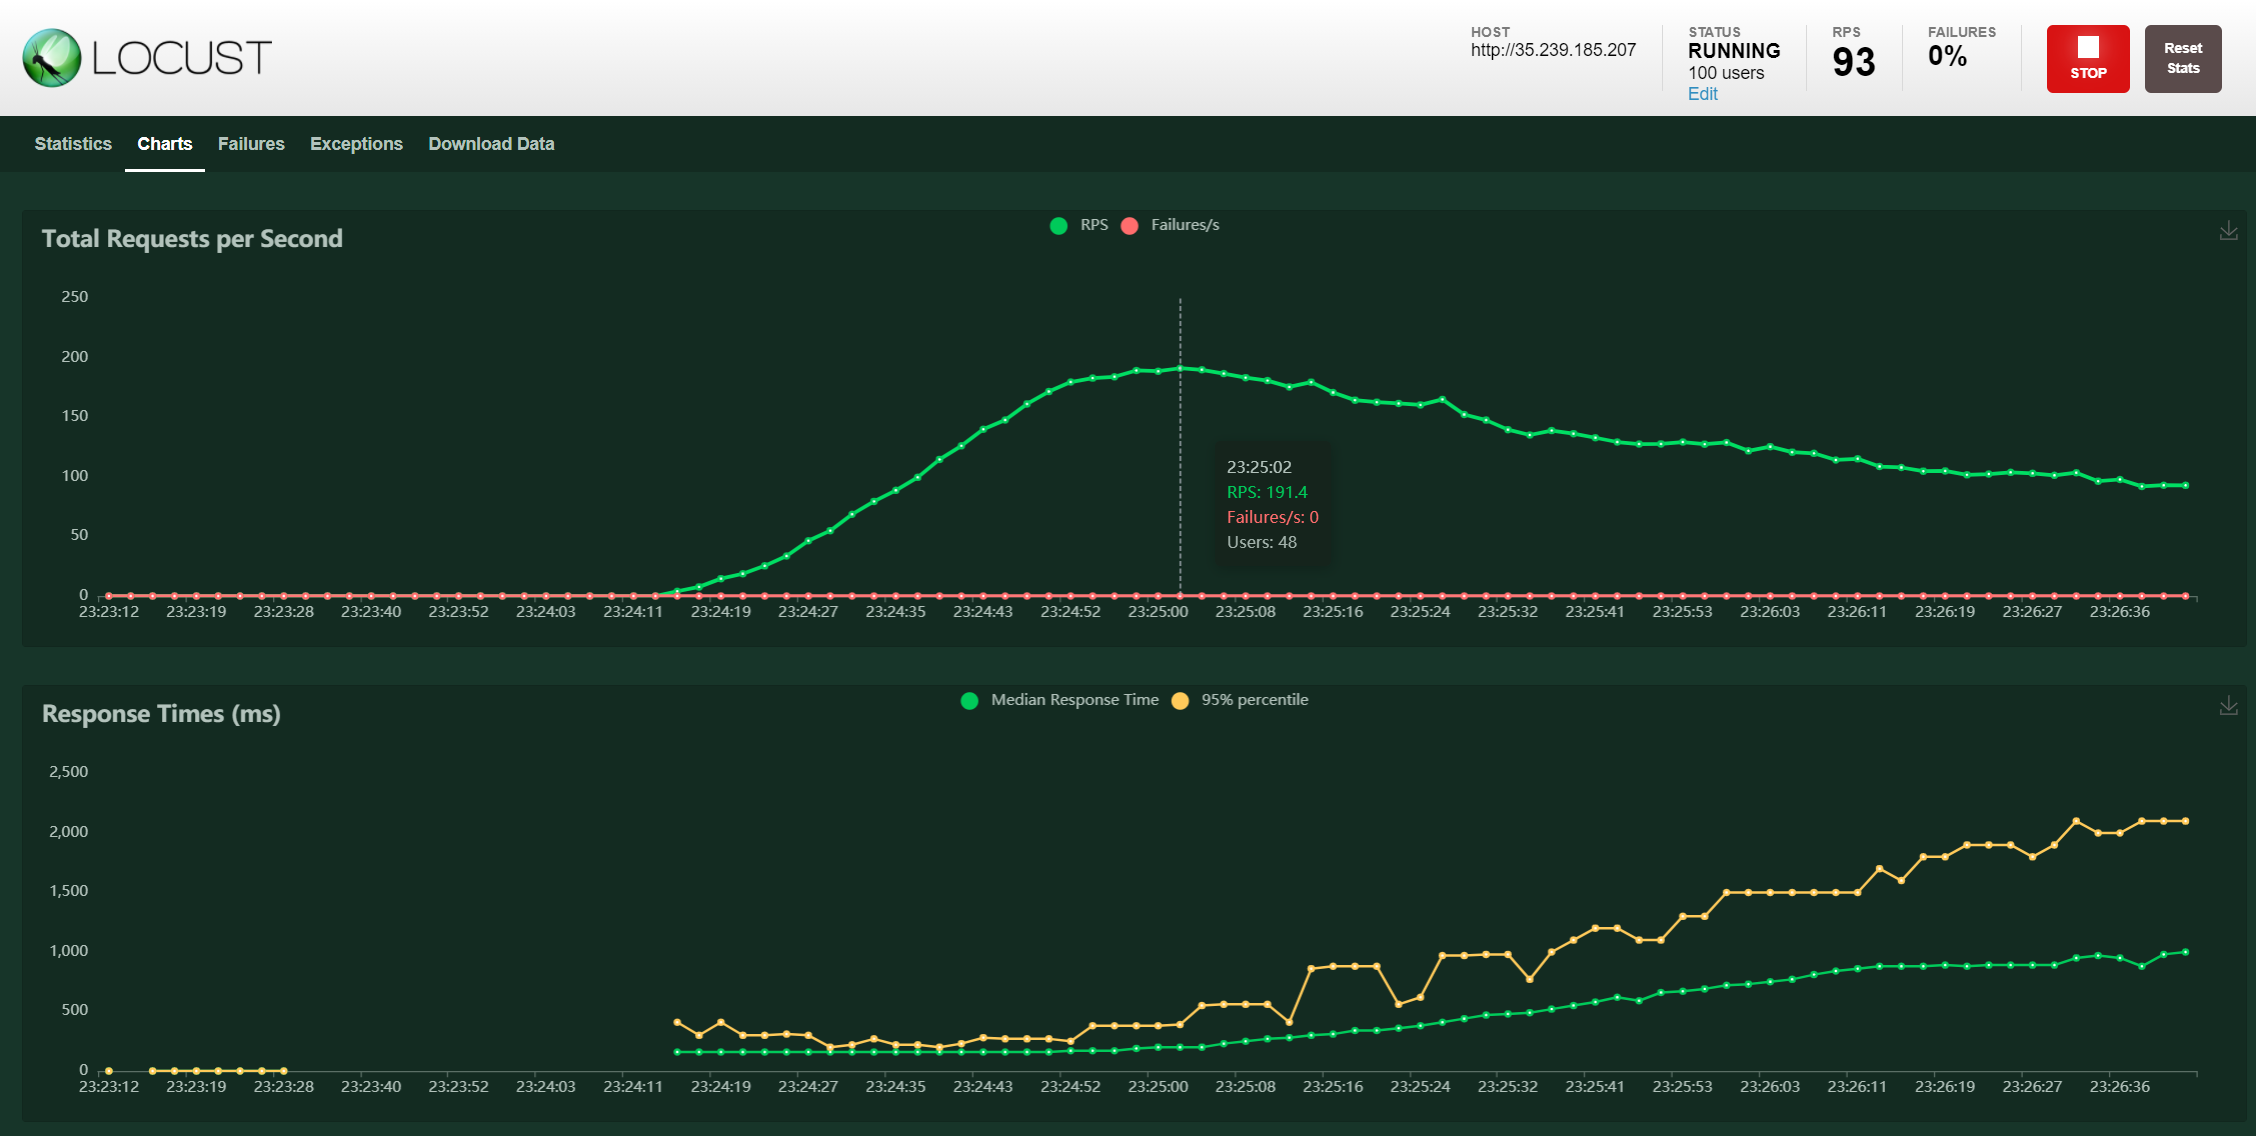 LOCUST
HOST
http://35.239.185.207
STATUS
RUNNING
100 users
Edit
RPS
93
FAILURES
0%
STOP
Reset
Stats
Statistics Charts Failures Exceptions Download Data
Total Requests per Second
RPS Failures/s
250
200
150
100
50
0
23:25:02
RPS: 191.4
Failures/s: 0
Users: 48
23:23:12 23:23:19 23:23:28 23:23:40 23:23:52 23:24:03 23:24:11 23:24:19 23:24:27 23:24:35 23:24:43 23:24:52 23:25:00 23:25:08 23:25:16 23:25:24 23:25:32 23:25:41 23:25:53 23:26:03 23:26:11 23:26:19 23:26:27 23:26:36
Response Times (ms)
Median Response Time 95% percentile
2,500
2,000
1,500
1,000
500
0
23:23:12 23:23:19 23:23:28 23:23:40 23:23:52 23:24:03 23:24:11 23:24:19 23:24:27 23:24:35 23:24:43 23:24:52 23:25:00 23:25:08 23:25:16 23:25:24 23:25:32 23:25:41 23:25:53 23:26:03 23:26:11 23:26:19 23:26:27 23:26:36